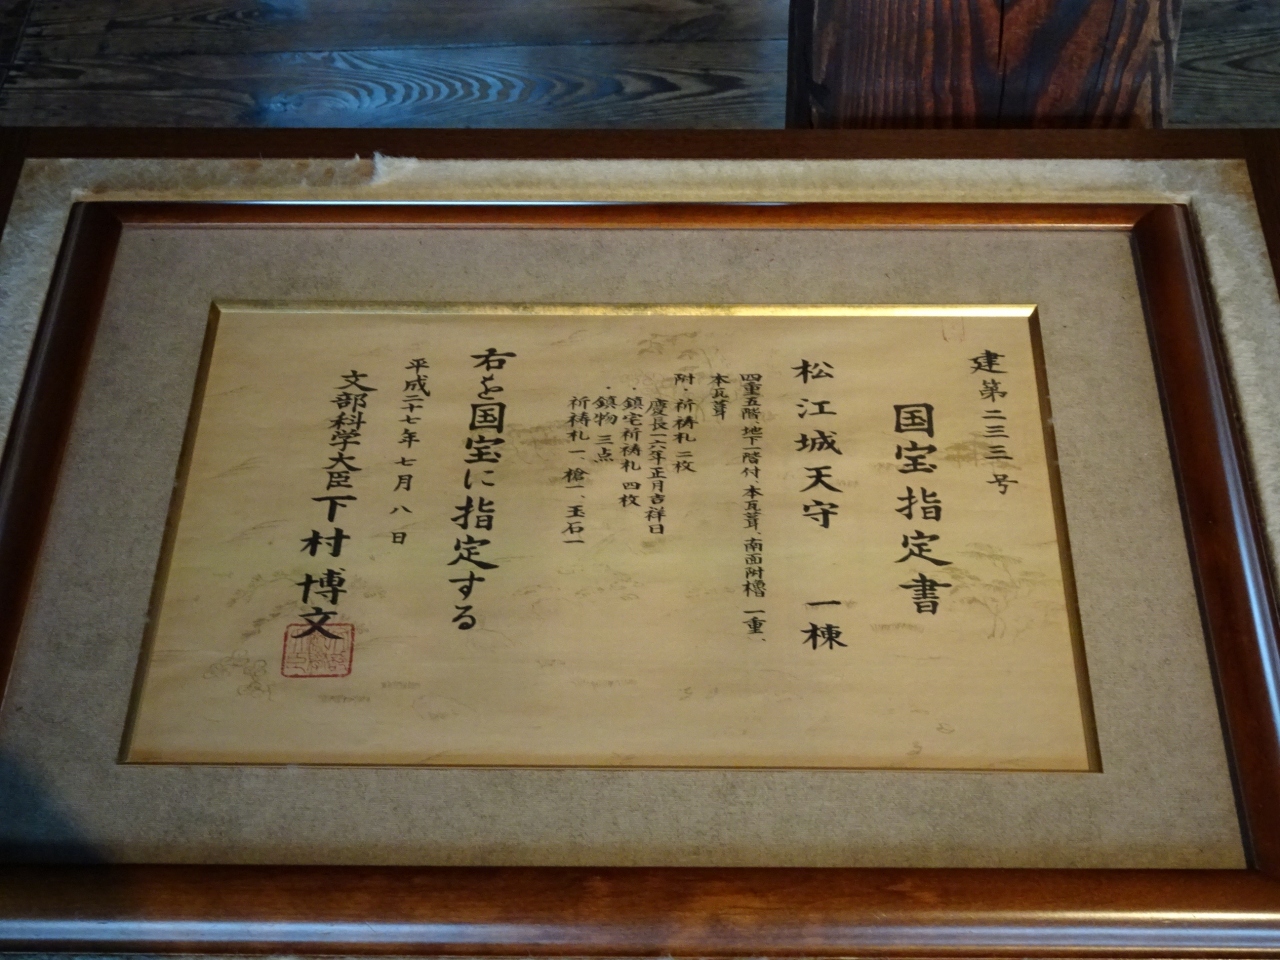 建第二三三号
国宝指定書
松江城天守　一棟
四重五階、地下一階付、本瓦葺、南面附櫓 一重、
本瓦葺
附・祈祷札 二枚
慶長一六年正月吉祥日
・鎮宅祈祷札 四枚
・鎮物 三点
祈祷札一、槍一、玉石一
右を国宝に指定する
平成二十七年 七月 八日
文部科学大臣 下村博文